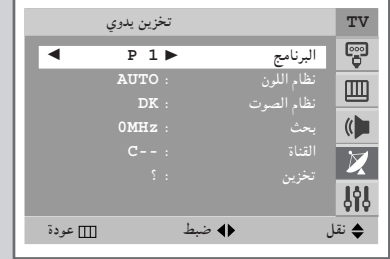 TV تخزين يدوي
البرنامج ◄ P 1 ►
نظام اللون : AUTO
نظام الصوت : DK
بحث : 0MHz
القناة : C--
تخزين : ؟
نقل ضبط عودة